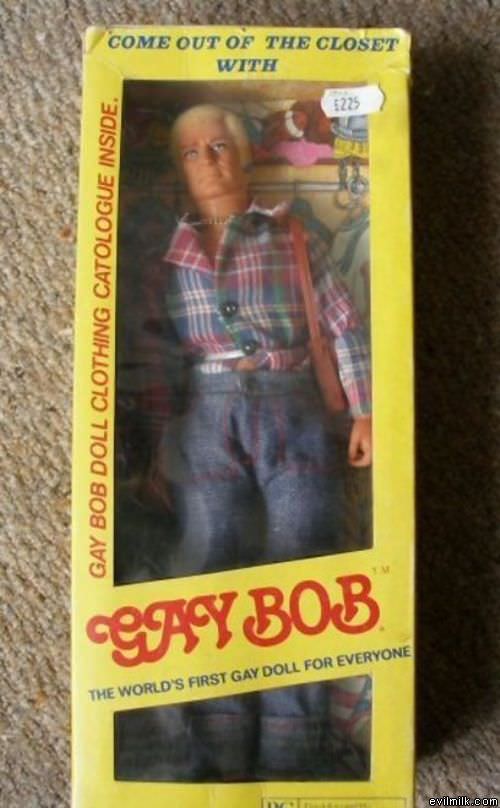 COME OUT OF THE CLOSET
WITH
£225
GAY BOB DOLL CLOTHING CATOLOGUE INSIDE.
GAY BOB
TM
THE WORLD'S FIRST GAY DOLL FOR EVERYONE
evilmilk.com